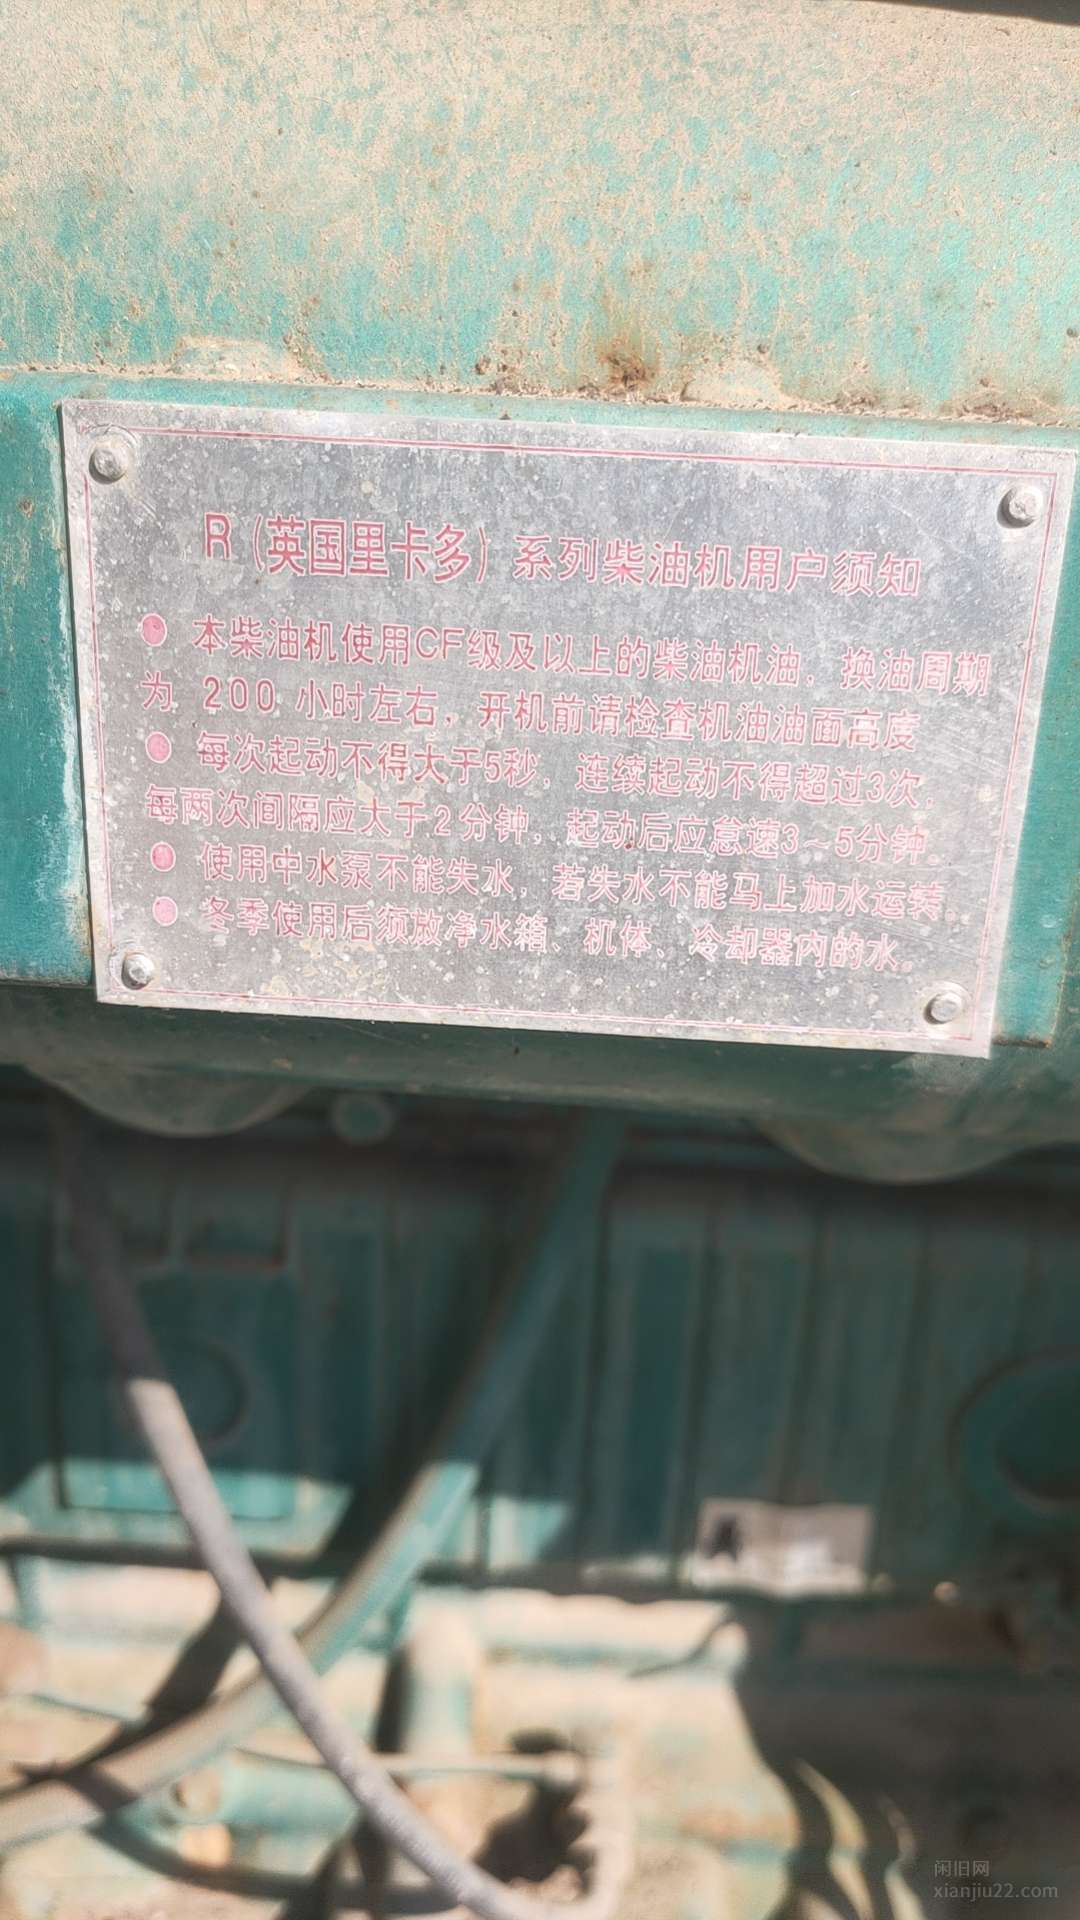 R（英国里卡多）系列柴油机用户须知
● 本柴油机使用CF级及以上的柴油机油，换油周期
为 200 小时左右，开机前请检查机油油面高度
● 每次起动不得大于5秒，连续起动不得超过3次，
每两次间隔应大于2分钟，起动后应怠速3～5分钟。
● 使用中水泵不能失水，若失水不能马上加水运转。
● 冬季使用后须放净水箱、机体、冷却器内的水。
闲旧网
xianjiu22.com